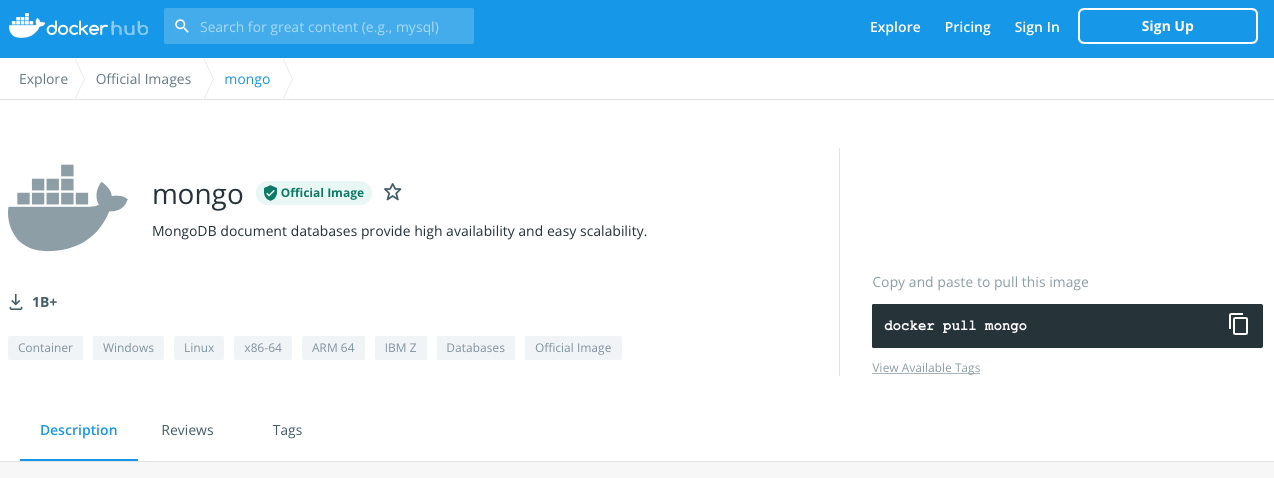 dockerhub Search for great content (e.g., mysql) Explore Pricing Sign In Sign Up
Explore Official Images mongo
mongo Official Image
MongoDB document databases provide high availability and easy scalability.
Copy and paste to pull this image
1B+
docker pull mongo
Container Windows Linux x86-64 ARM 64 IBM Z Databases Official Image
View Available Tags
Description Reviews Tags